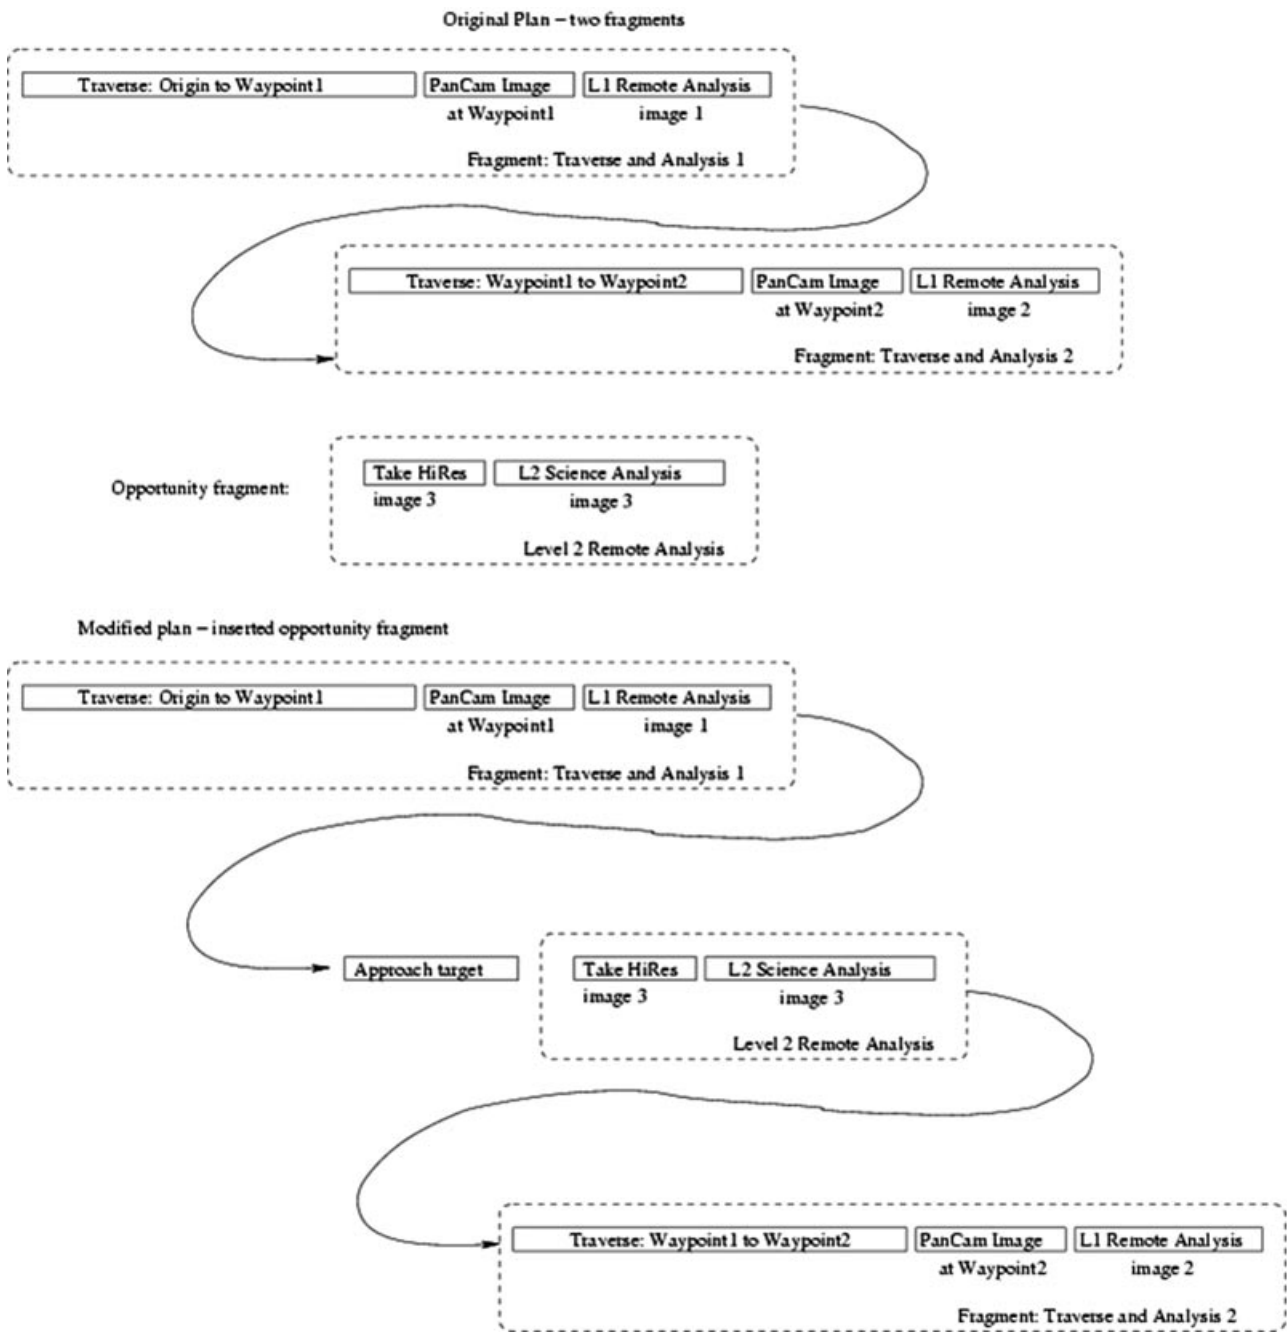 Original Plan – two fragments
Traverse: Origin to Waypoint1 PanCam Image L1 Remote Analysis
at Waypoint1 image 1
Fragment: Traverse and Analysis 1
Traverse: Waypoint1 to Waypoint2 PanCam Image L1 Remote Analysis
at Waypoint2 image 2
Fragment: Traverse and Analysis 2
Opportunity fragment:
Take HiRes L2 Science Analysis
image 3 image 3
Level 2 Remote Analysis
Modified plan – inserted opportunity fragment
Traverse: Origin to Waypoint1 PanCam Image L1 Remote Analysis
at Waypoint1 image 1
Fragment: Traverse and Analysis 1
Approach target Take HiRes L2 Science Analysis
image 3 image 3
Level 2 Remote Analysis
Traverse: Waypoint1 to Waypoint2 PanCam Image L1 Remote Analysis
at Waypoint2 image 2
Fragment: Traverse and Analysis 2